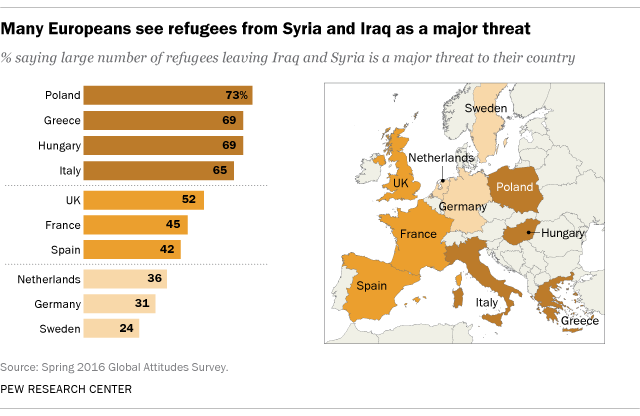 Many Europeans see refugees from Syria and Iraq as a major threat
% saying large number of refugees leaving Iraq and Syria is a major threat to their country
Poland 73%
Greece 69
Hungary 69
Italy 65
UK 52
France 45
Spain 42
Netherlands 36
Germany 31
Sweden 24
Sweden
Netherlands
UK
Poland
Germany
France
Hungary
Spain
Italy
Greece
Source: Spring 2016 Global Attitudes Survey.
PEW RESEARCH CENTER